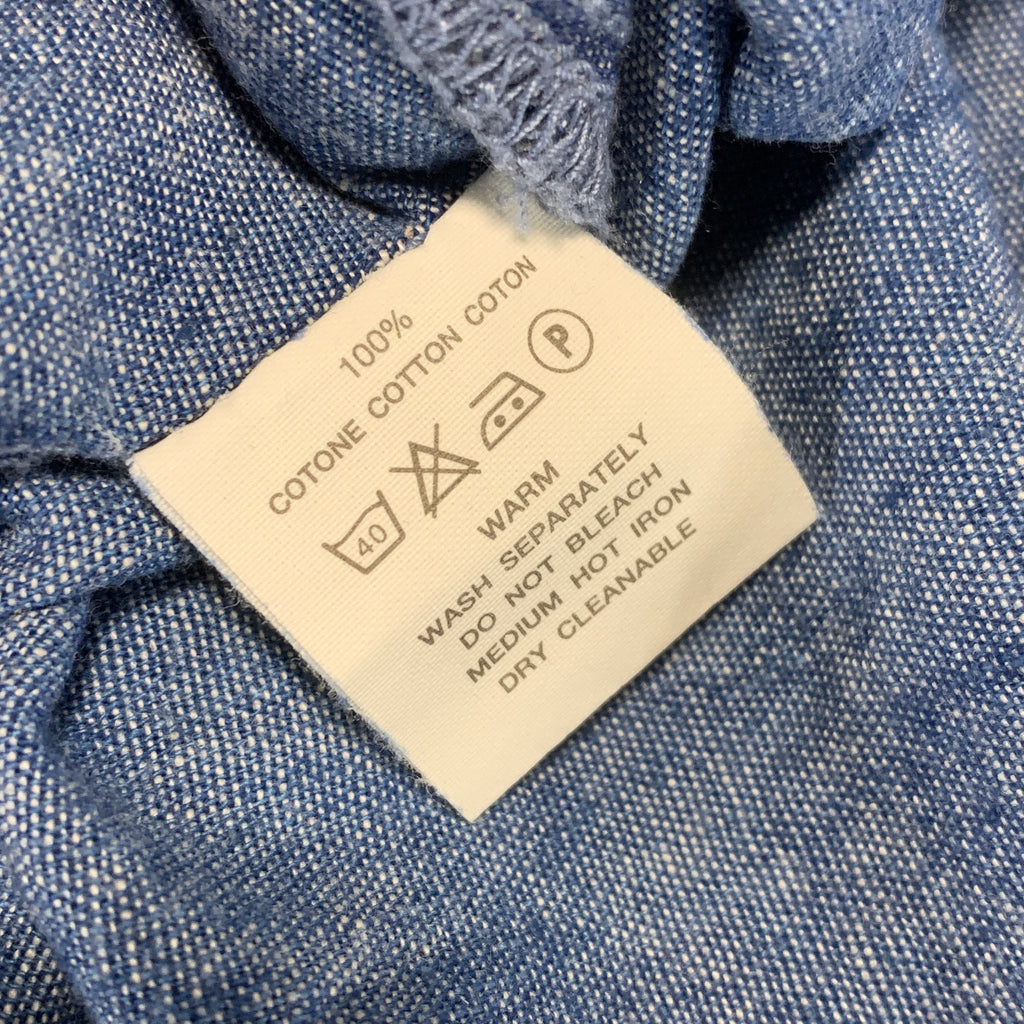 100%
COTONE COTTON COTON
40 P
WARM
WASH SEPARATELY
DO NOT BLEACH
MEDIUM HOT IRON
DRY CLEANABLE